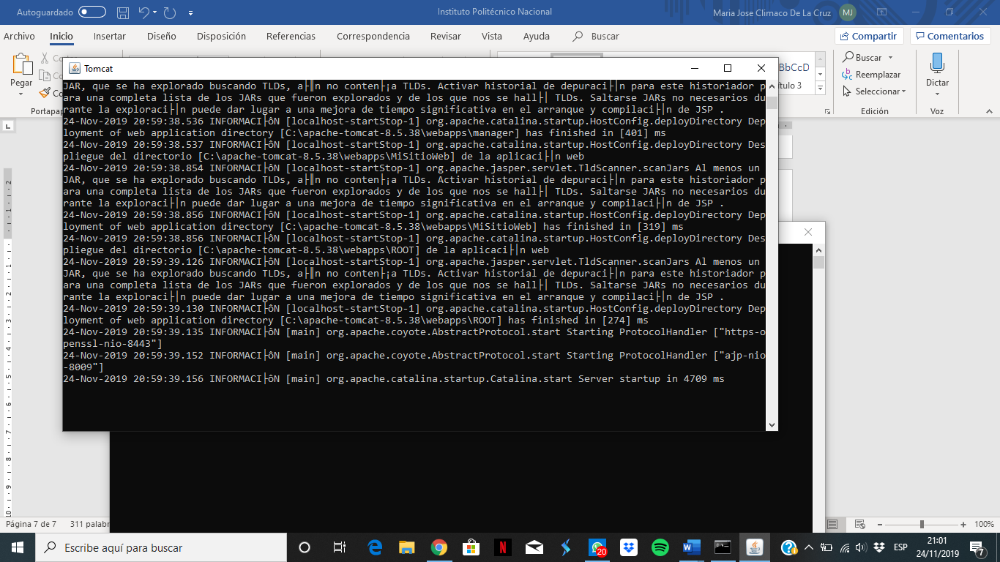 Autoguardado
Instituto Politécnico Nacional
Maria Jose Climaco De La Cruz
MJ
Archivo Inicio Insertar Diseño Disposición Referencias Correspondencia Revisar Vista Ayuda Buscar
Compartir Comentarios
Pegar
Portapap
Tomcat
JAR, que se ha explorado buscando TLDs, a├║n no conten├¡a TLDs. Activar historial de depuraci├│n para este historiador p
ara una completa lista de los JARs que fueron explorados y de los que nos se hall├│ TLDs. Saltarse JARs no necesarios du
rante la exploraci├│n puede dar lugar a una mejora de tiempo significativa en el arranque y compilaci├│n de JSP .
24-Nov-2019 20:59:38.536 INFORMACI├ôN [localhost-startStop-1] org.apache.catalina.startup.HostConfig.deployDirectory Dep
loyment of web application directory [C:\apache-tomcat-8.5.38\webapps\manager] has finished in [401] ms
24-Nov-2019 20:59:38.537 INFORMACI├ôN [localhost-startStop-1] org.apache.catalina.startup.HostConfig.deployDirectory Des
pliegue del directorio [C:\apache-tomcat-8.5.38\webapps\MiSitioWeb] de la aplicaci├│n web
24-Nov-2019 20:59:38.854 INFORMACI├ôN [localhost-startStop-1] org.apache.jasper.servlet.TldScanner.scanJars Al menos un
JAR, que se ha explorado buscando TLDs, a├║n no conten├¡a TLDs. Activar historial de depuraci├│n para este historiador p
ara una completa lista de los JARs que fueron explorados y de los que nos se hall├│ TLDs. Saltarse JARs no necesarios du
rante la exploraci├│n puede dar lugar a una mejora de tiempo significativa en el arranque y compilaci├│n de JSP .
24-Nov-2019 20:59:38.856 INFORMACI├ôN [localhost-startStop-1] org.apache.catalina.startup.HostConfig.deployDirectory Dep
loyment of web application directory [C:\apache-tomcat-8.5.38\webapps\MiSitioWeb] has finished in [319] ms
24-Nov-2019 20:59:38.856 INFORMACI├ôN [localhost-startStop-1] org.apache.catalina.startup.HostConfig.deployDirectory Des
pliegue del directorio [C:\apache-tomcat-8.5.38\webapps\ROOT] de la aplicaci├│n web
24-Nov-2019 20:59:39.126 INFORMACI├ôN [localhost-startStop-1] org.apache.jasper.servlet.TldScanner.scanJars Al menos un
JAR, que se ha explorado buscando TLDs, a├║n no conten├¡a TLDs. Activar historial de depuraci├│n para este historiador p
ara una completa lista de los JARs que fueron explorados y de los que nos se hall├│ TLDs. Saltarse JARs no necesarios du
rante la exploraci├│n puede dar lugar a una mejora de tiempo significativa en el arranque y compilaci├│n de JSP .
24-Nov-2019 20:59:39.130 INFORMACI├ôN [localhost-startStop-1] org.apache.catalina.startup.HostConfig.deployDirectory Dep
loyment of web application directory [C:\apache-tomcat-8.5.38\webapps\ROOT] has finished in [274] ms
24-Nov-2019 20:59:39.135 INFORMACI├ôN [main] org.apache.coyote.AbstractProtocol.start Starting ProtocolHandler ["https-o
penssl-nio-8443"]
24-Nov-2019 20:59:39.152 INFORMACI├ôN [main] org.apache.coyote.AbstractProtocol.start Starting ProtocolHandler ["ajp-nio
-8009"]
24-Nov-2019 20:59:39.156 INFORMACI├ôN [main] org.apache.catalina.startup.Catalina.start Server startup in 4709 ms
BbCcD
ítulo 3
Buscar
Reemplazar
Seleccionar
Edición
Dictar
Voz
Página 7 de 7 311 palabr
100%
Escribe aquí para buscar
20
ESP
21:01
24/11/2019
7